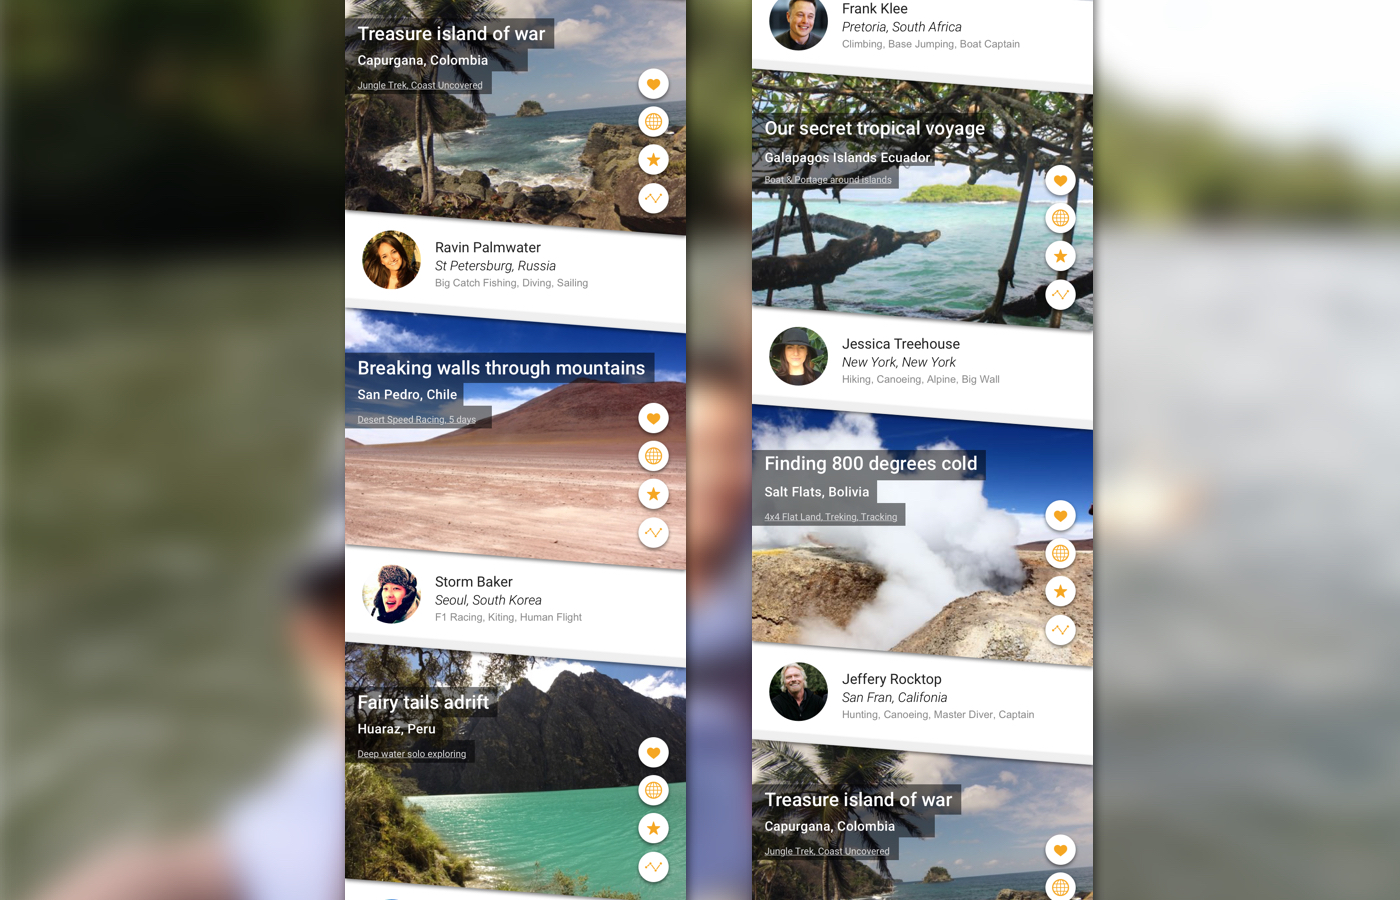 Treasure island of war
Capurgana, Colombia
Jungle Trek, Coast Uncovered
Ravin Palmwater
St Petersburg, Russia
Big Catch Fishing, Diving, Sailing
Breaking walls through mountains
San Pedro, Chile
Desert Speed Racing, 5 days
Storm Baker
Seoul, South Korea
F1 Racing, Kiting, Human Flight
Fairy tails adrift
Huaraz, Peru
Deep water solo exploring
Frank Klee
Pretoria, South Africa
Climbing, Base Jumping, Boat Captain
Our secret tropical voyage
Galapagos Islands Ecuador
Boat & Portage around islands
Jessica Treehouse
New York, New York
Hiking, Canoeing, Alpine, Big Wall
Finding 800 degrees cold
Salt Flats, Bolivia
4x4 Flat Land, Treking, Tracking
Jeffery Rocktop
San Fran, Califonia
Hunting, Canoeing, Master Diver, Captain
Treasure island of war
Capurgana, Colombia
Jungle Trek, Coast Uncovered